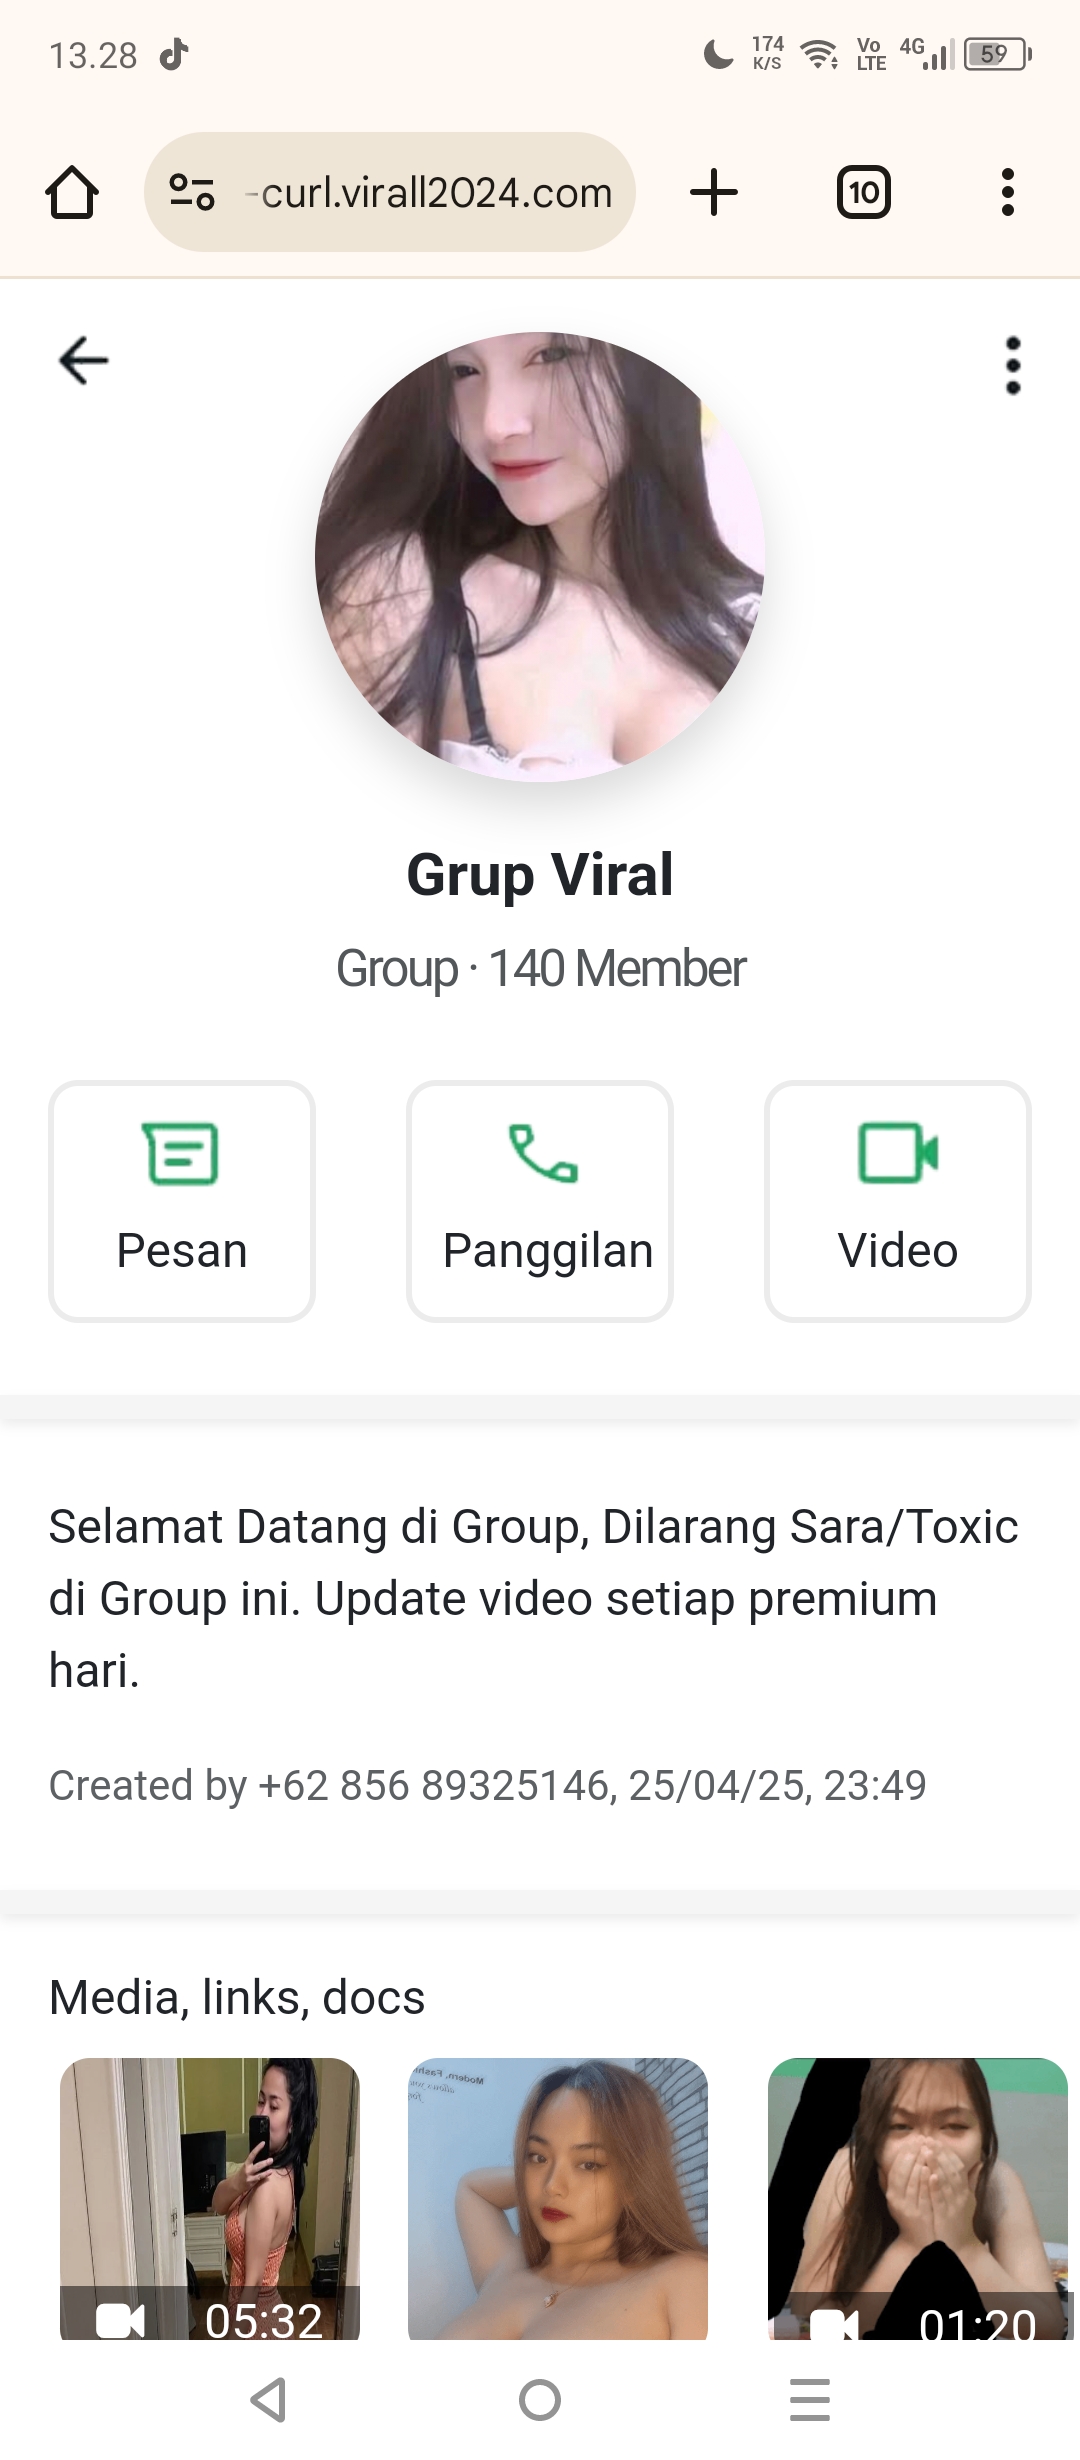 13.28
174
K/S
Vo
LTE
4G
59
-curl.virall2024.com
10
Grup Viral
Group · 140 Member
Pesan
Panggilan
Video
Selamat Datang di Group, Dilarang Sara/Toxic
di Group ini. Update video setiap premium
hari.
Created by +62 856 89325146, 25/04/25, 23:49
Media, links, docs
05:32
01:20